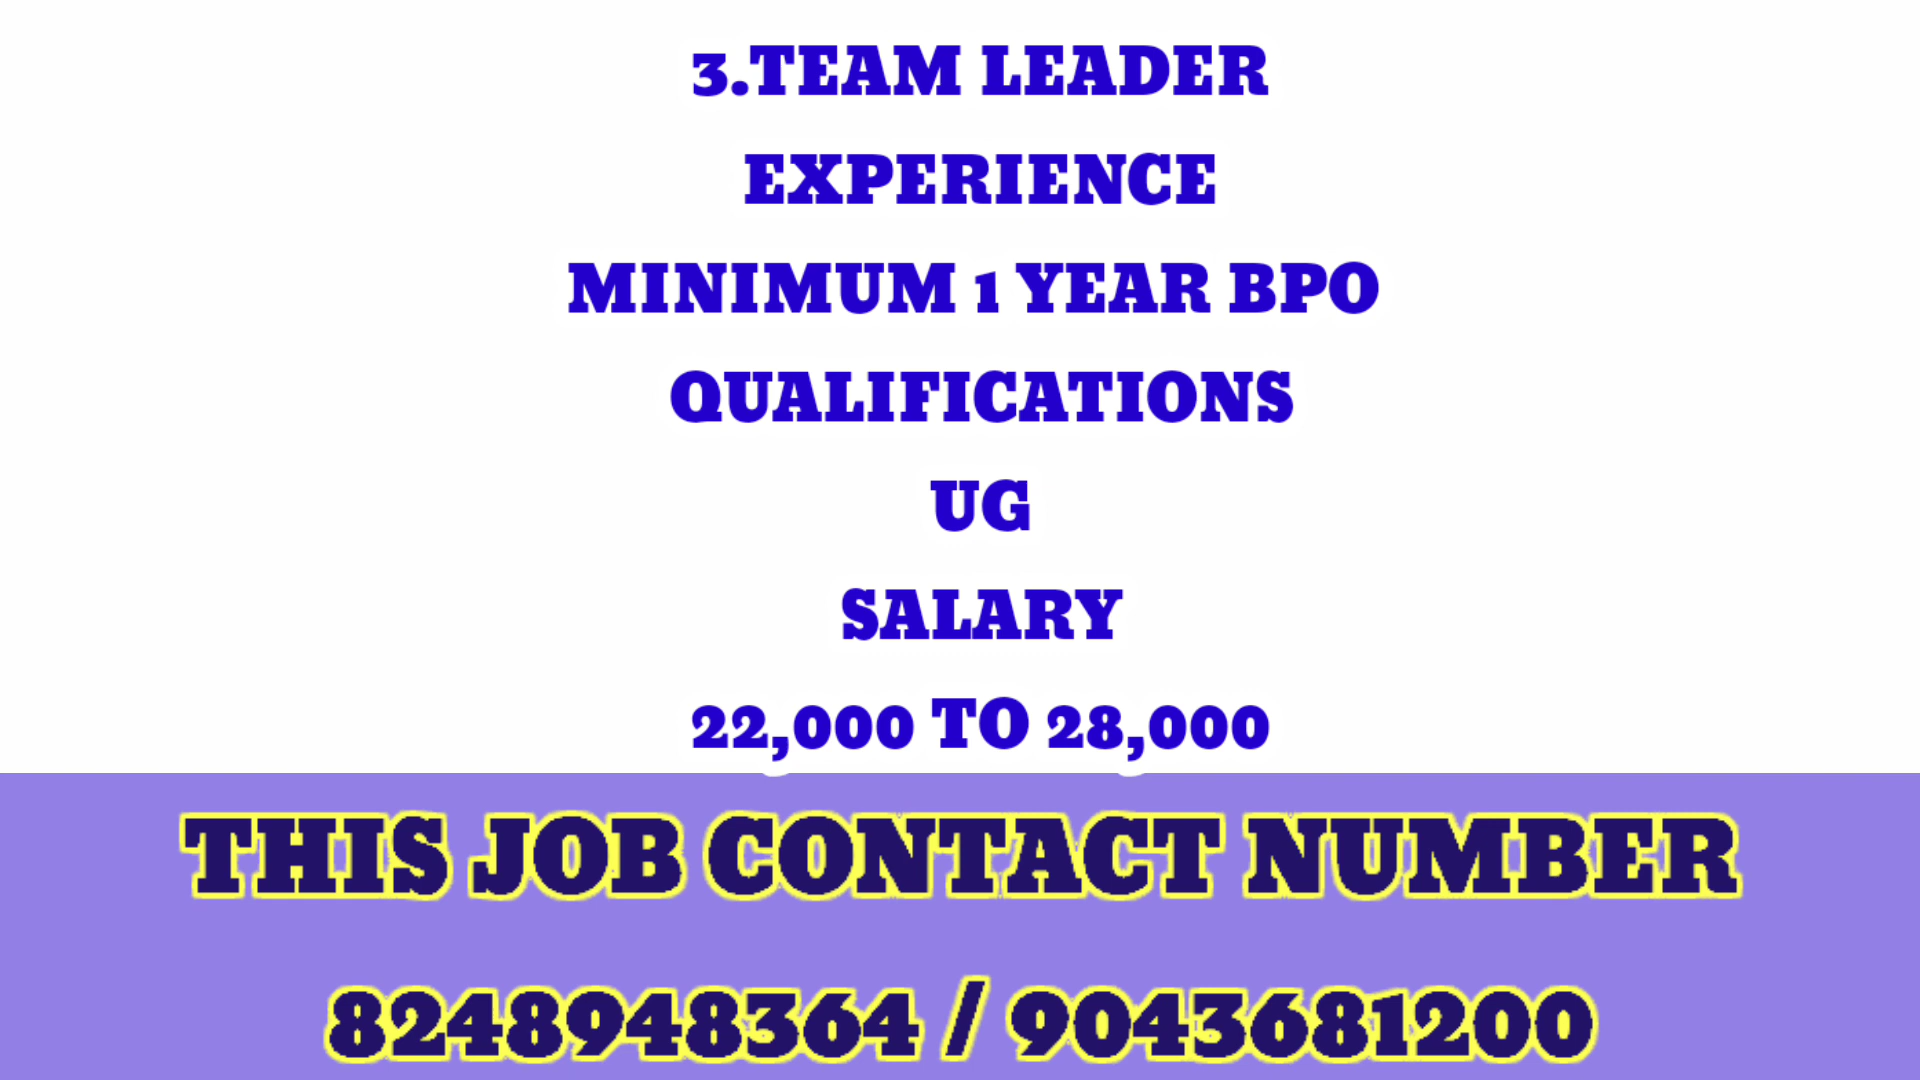 3.TEAM LEADER
EXPERIENCE
MINIMUM 1 YEAR BPO
QUALIFICATIONS
UG
SALARY
22,000 TO 28,000
THIS JOB CONTACT NUMBER
8248948364 / 9043681200